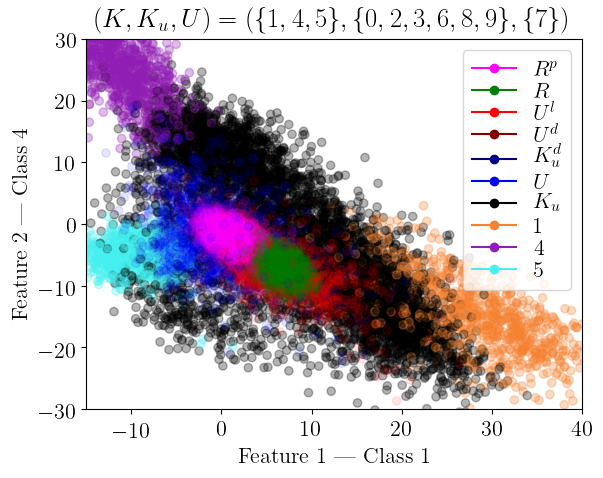 (K, K_u, U) = ({1, 4, 5}, {0, 2, 3, 6, 8, 9}, {7})
30
20
10
0
−10
−20
−30
Feature 2 — Class 4
R^p
R
U^l
U^d
K_u^d
U
K_u
1
4
5
−10
0
10
20
30
40
Feature 1 — Class 1